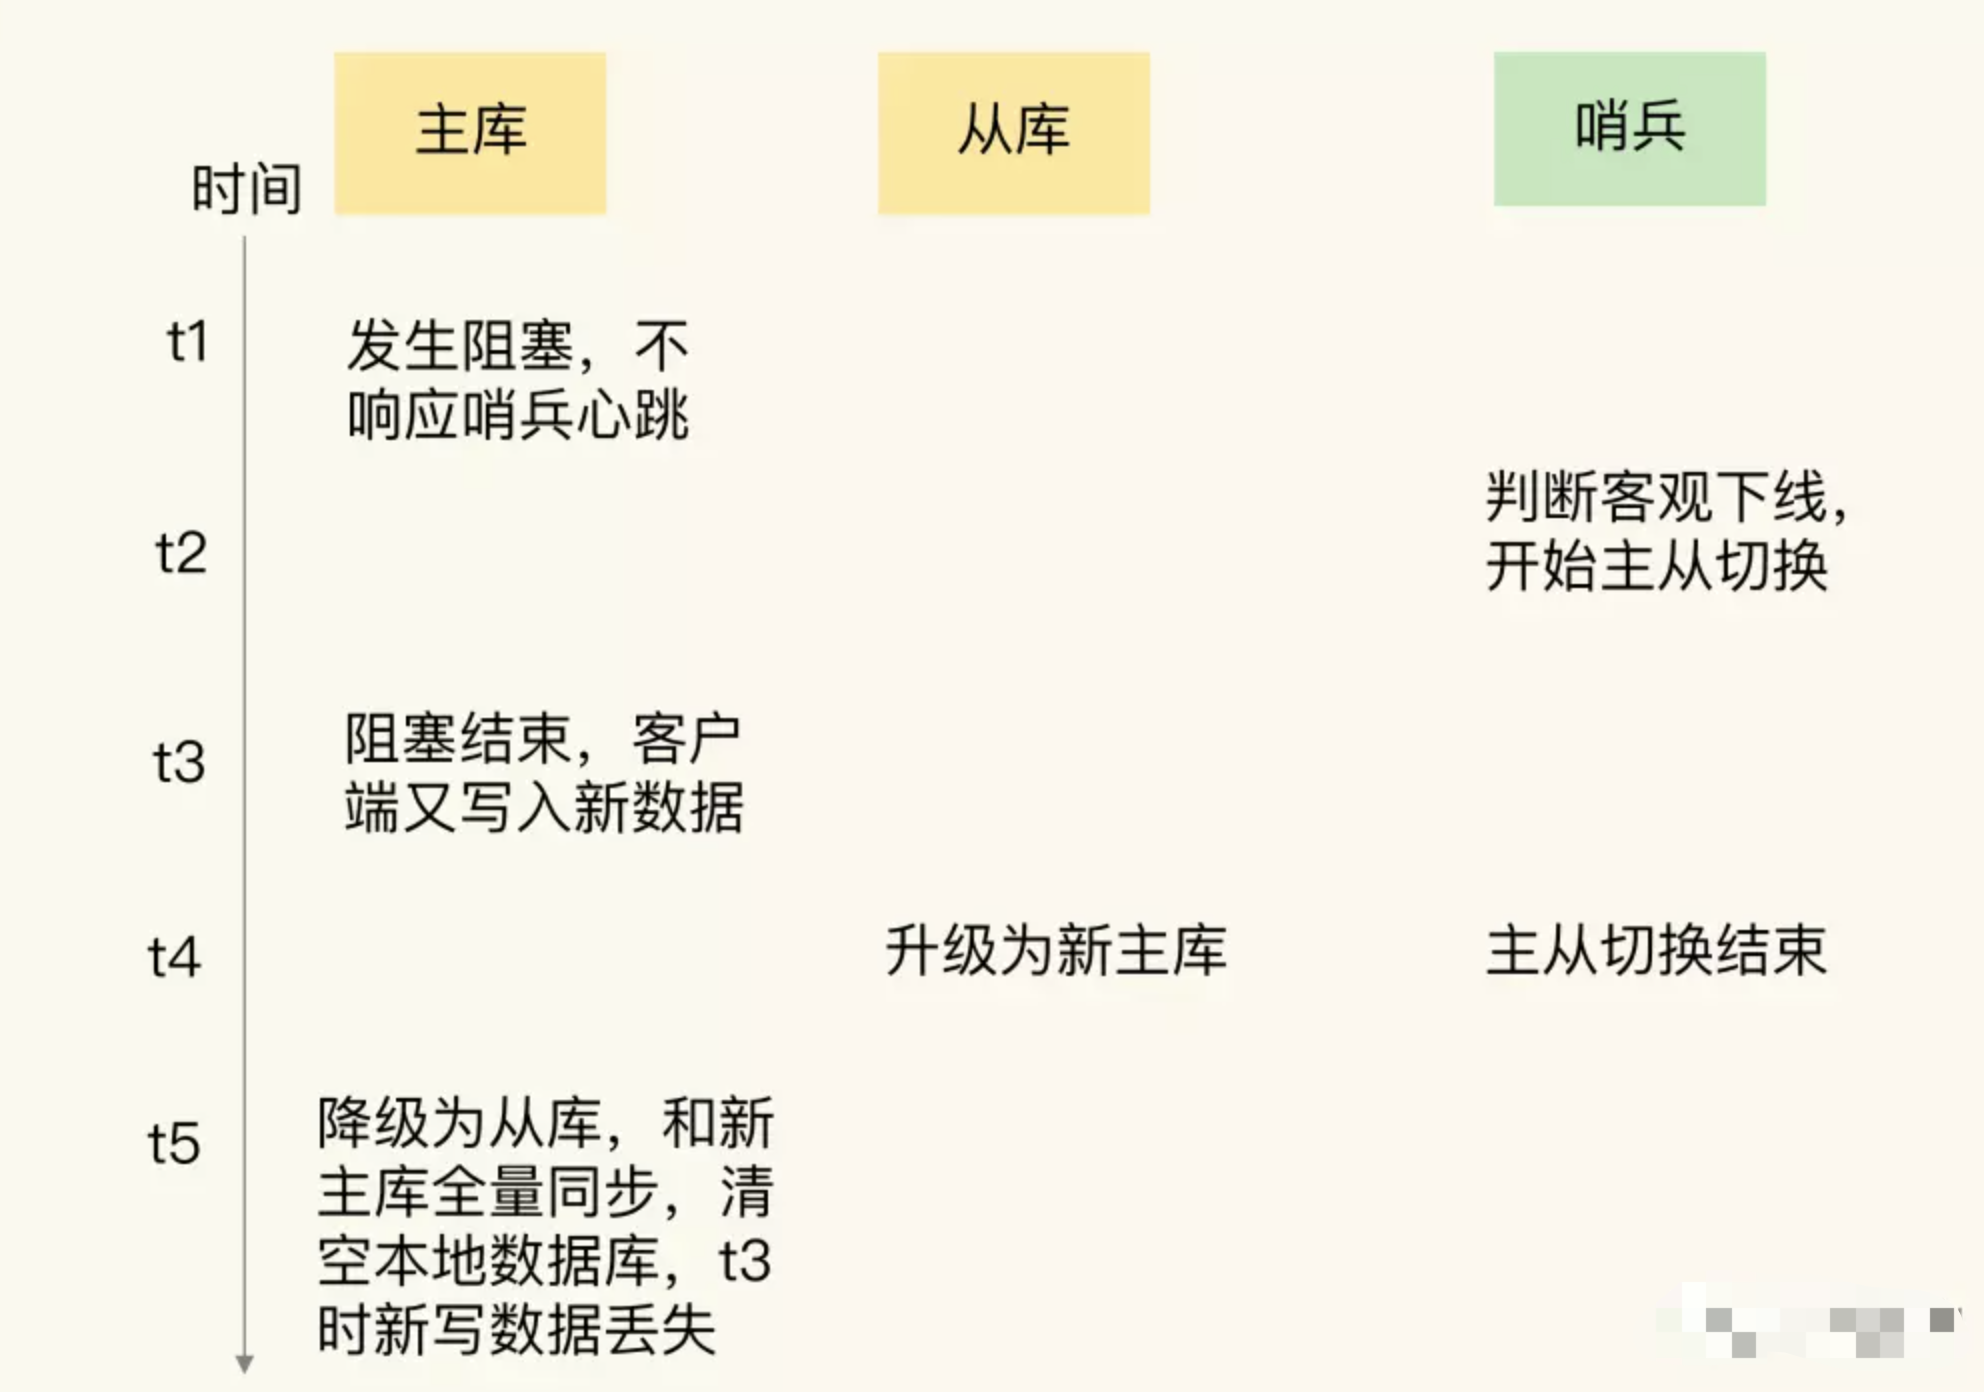 主库
从库
哨兵
时间
t1
发生阻塞，不
响应哨兵心跳
t2
判断客观下线，
开始主从切换
t3
阻塞结束，客户
端又写入新数据
t4
升级为新主库
主从切换结束
t5
降级为从库，和新
主库全量同步，清
空本地数据库，t3
时新写数据丢失